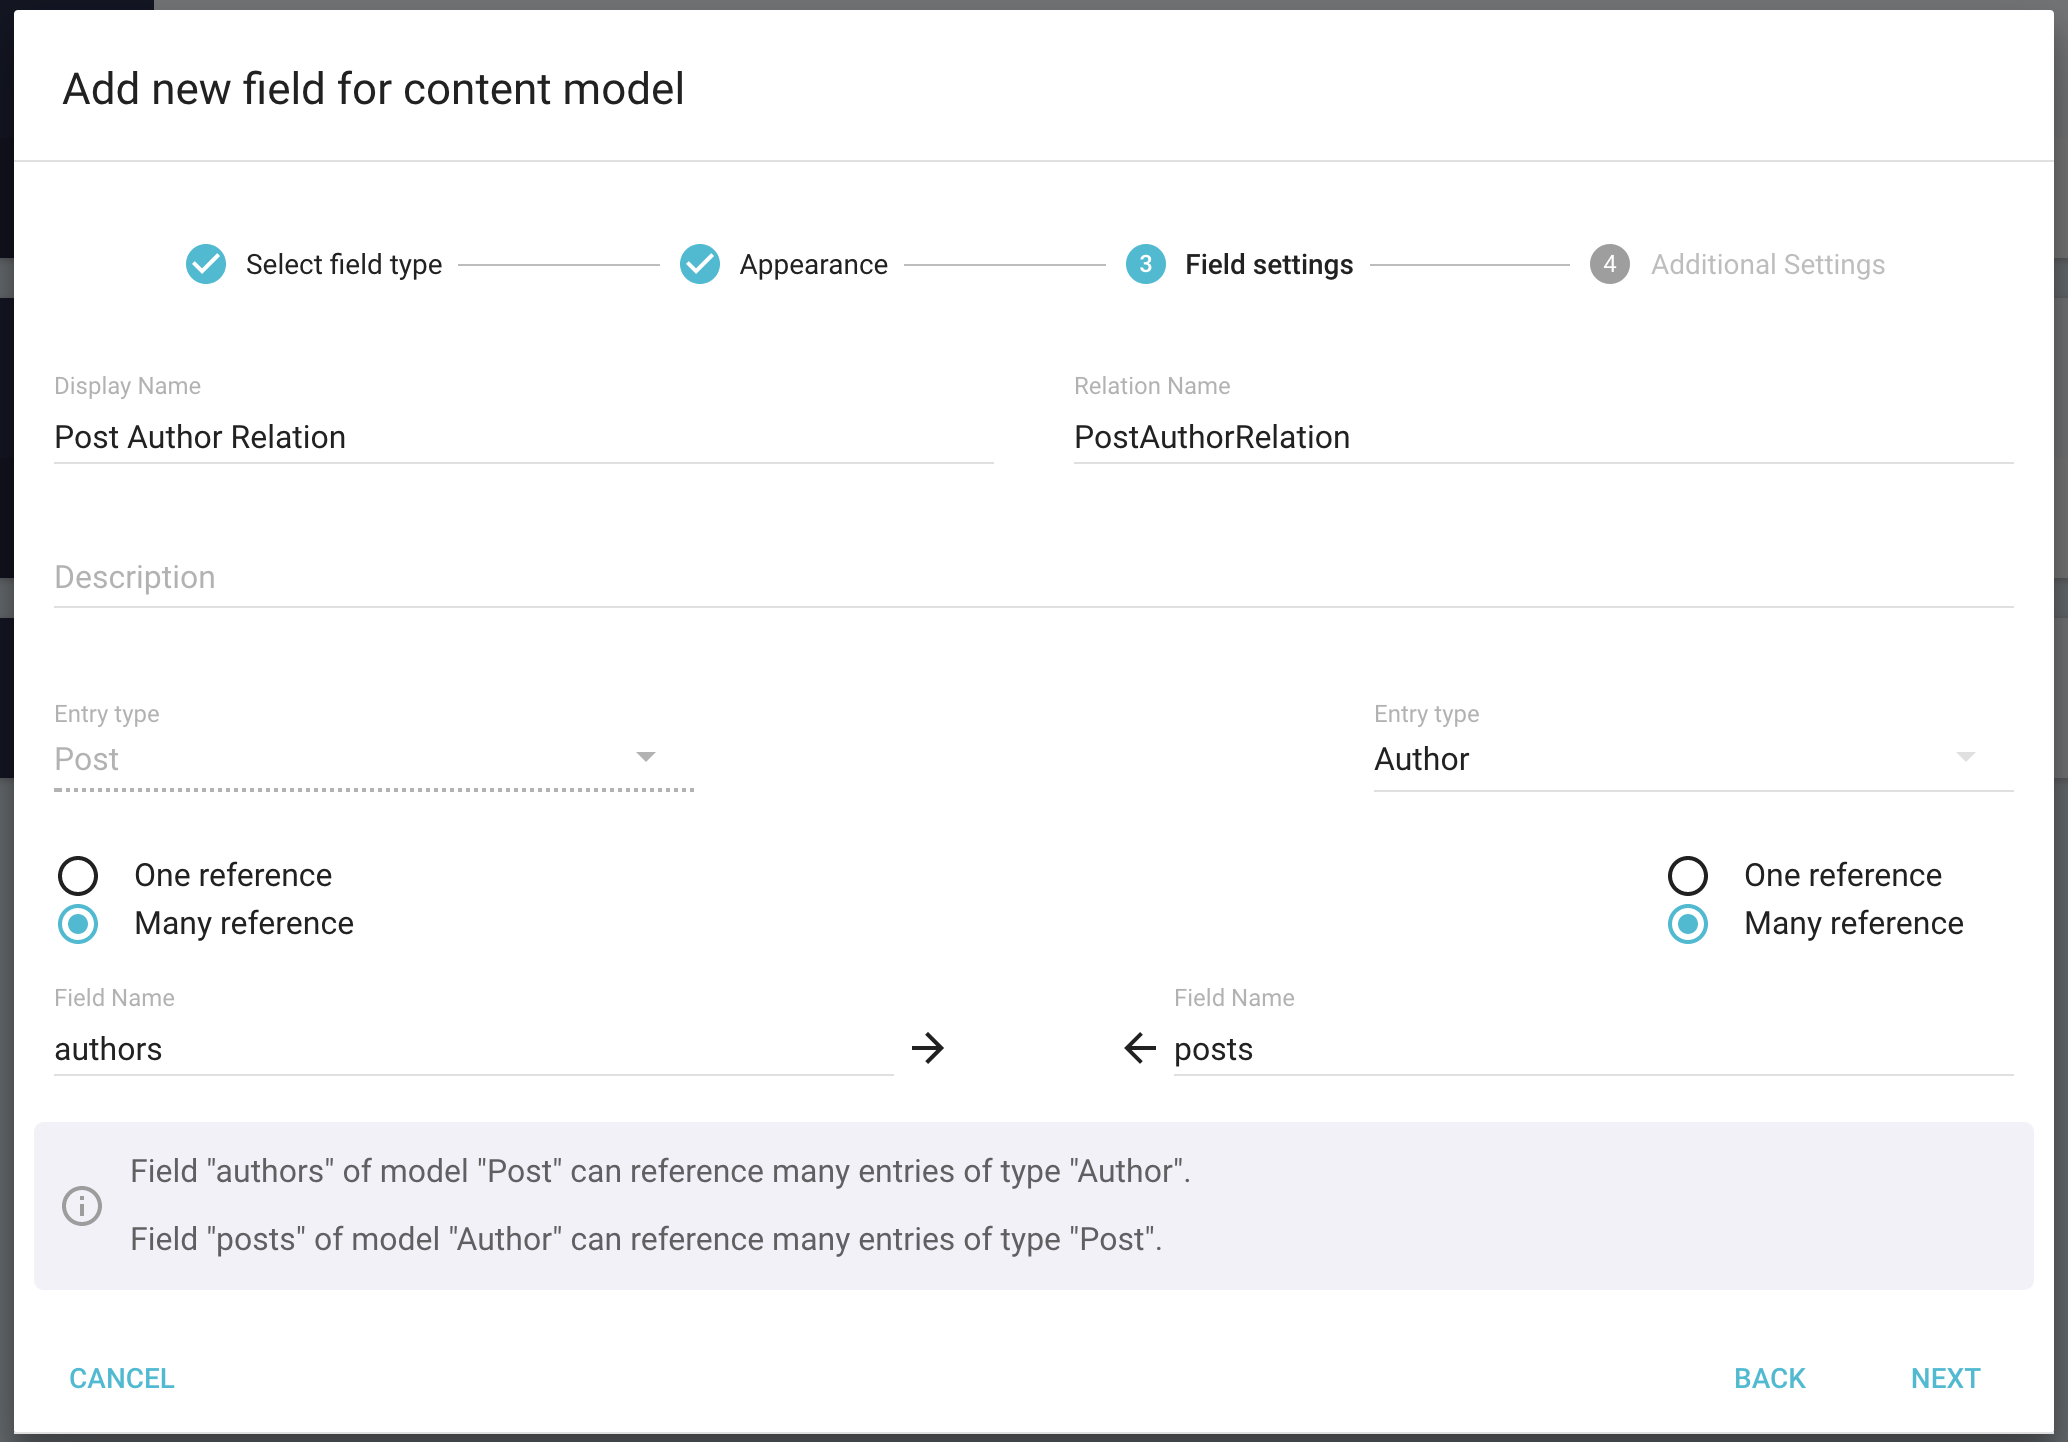 Add new field for content model
Select field type Appearance 3 Field settings 4 Additional Settings
Display Name Relation Name
Post Author Relation PostAuthorRelation
Description
Entry type Entry type
Post Author
One reference One reference
Many reference Many reference
Field Name Field Name
authors posts
Field "authors" of model "Post" can reference many entries of type "Author".
Field "posts" of model "Author" can reference many entries of type "Post".
CANCEL BACK NEXT